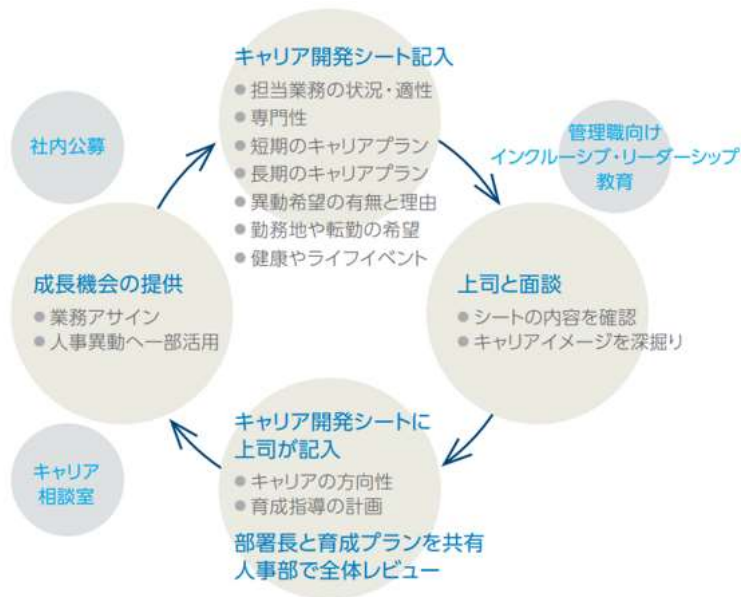 キャリア開発シート記入
● 担当業務の状況・適性
● 専門性
● 短期のキャリアプラン
● 長期のキャリアプラン
● 異動希望の有無と理由
● 勤務地や転勤の希望
● 健康やライフイベント
管理職向け
インクルーシブ・リーダーシップ
教育
上司と面談
● シートの内容を確認
● キャリアイメージを深掘り
キャリア開発シートに
上司が記入
● キャリアの方向性
● 育成指導の計画
部署長と育成プランを共有
人事部で全体レビュー
キャリア
相談室
成長機会の提供
● 業務アサイン
● 人事異動へ一部活用
社内公募